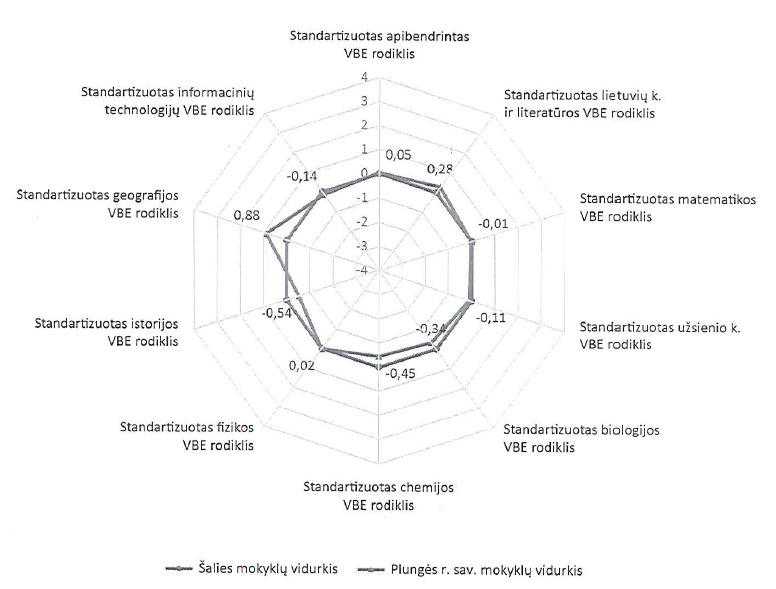 Standartizuotas apibendrintas
VBE rodiklis
Standartizuotas lietuvių k.
ir literatūros VBE rodiklis
Standartizuotas matematikos
VBE rodiklis
Standartizuotas užsienio k.
VBE rodiklis
Standartizuotas biologijos
VBE rodiklis
Standartizuotas chemijos
VBE rodiklis
Standartizuotas fizikos
VBE rodiklis
Standartizuotas istorijos
VBE rodiklis
Standartizuotas geografijos
VBE rodiklis
Standartizuotas informacinių
technologijų VBE rodiklis
4
3
2
1
0
-1
-2
-3
-4
0,05
0,28
-0,01
-0,11
-0,34
-0,45
0,02
-0,54
0,88
-0,14
Šalies mokyklų vidurkis
Plungės r. sav. mokyklų vidurkis